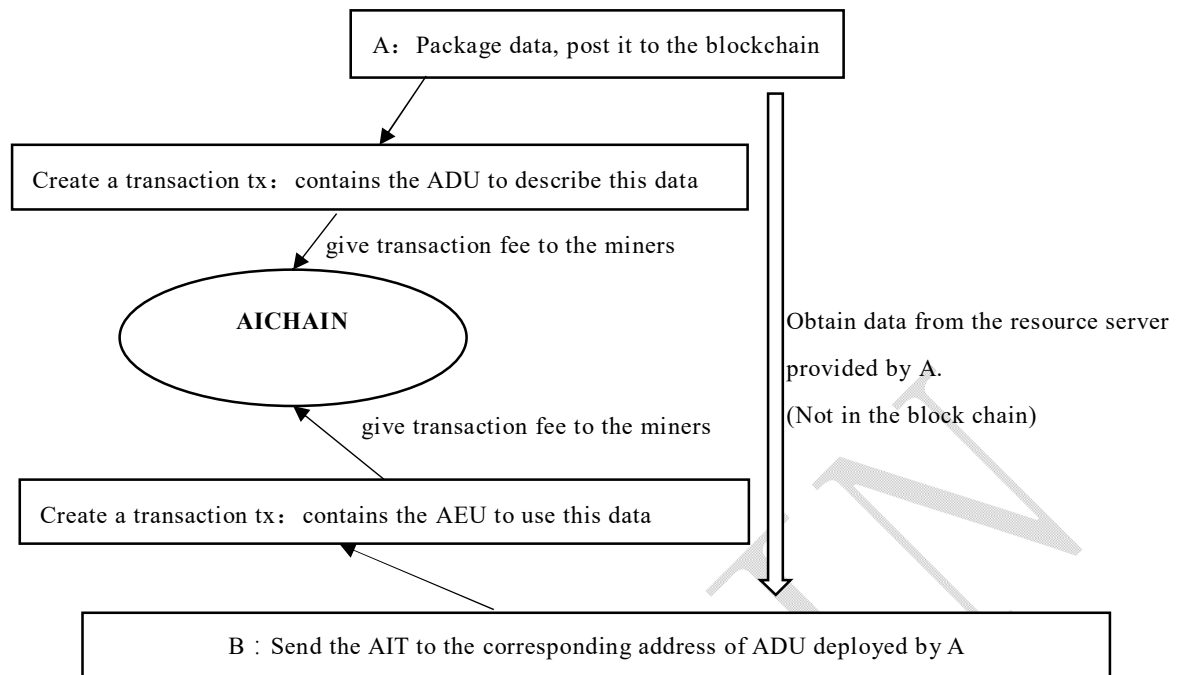 A：Package data, post it to the blockchain
Create a transaction tx：contains the ADU to describe this data
give transaction fee to the miners
AICHAIN
Obtain data from the resource server
provided by A.
(Not in the block chain)
give transaction fee to the miners
Create a transaction tx：contains the AEU to use this data
B：Send the AIT to the corresponding address of ADU deployed by A